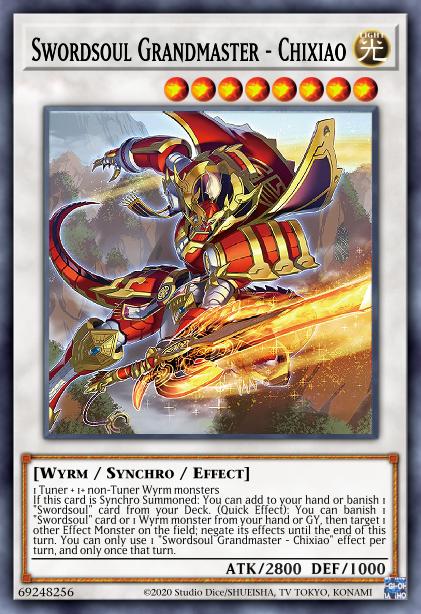 Swordsoul Grandmaster - Chixiao
LIGHT
光
[Wyrm / Synchro / Effect]
1 Tuner + 1+ non-Tuner Wyrm monsters
If this card is Synchro Summoned: You can add to your hand or banish 1
"Swordsoul" card from your Deck. (Quick Effect): You can banish 1
"Swordsoul" card or 1 Wyrm monster from your hand or GY, then target 1
other Effect Monster on the field; negate its effects until the end of this
turn. You can only use 1 "Swordsoul Grandmaster - Chixiao" effect per
turn, and only once that turn.
ATK/2800 DEF/1000
69248256
©2020 Studio Dice/SHUEISHA, TV TOKYO, KONAMI